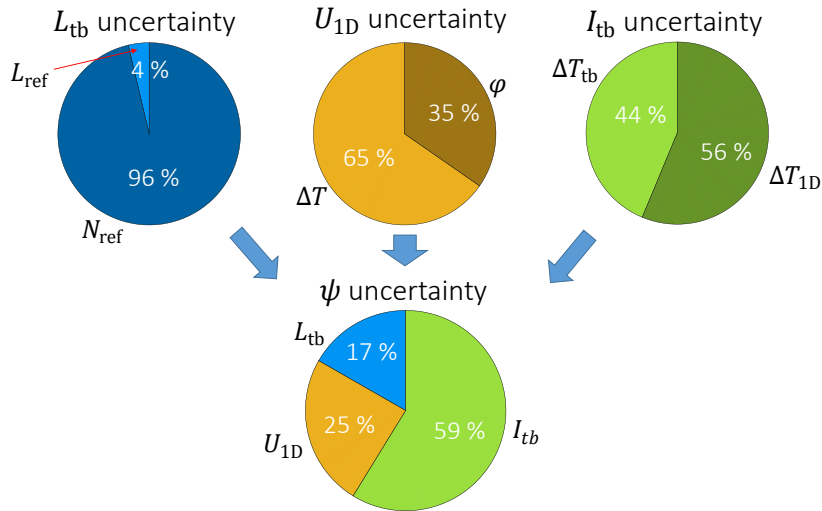 L_tb uncertainty
U_1D uncertainty
I_tb uncertainty
L_ref
4 %
96 %
N_ref
φ
35 %
65 %
ΔT
ΔT_tb
44 %
56 %
ΔT_1D
ψ uncertainty
L_tb
17 %
25 %
U_1D
59 %
I_tb